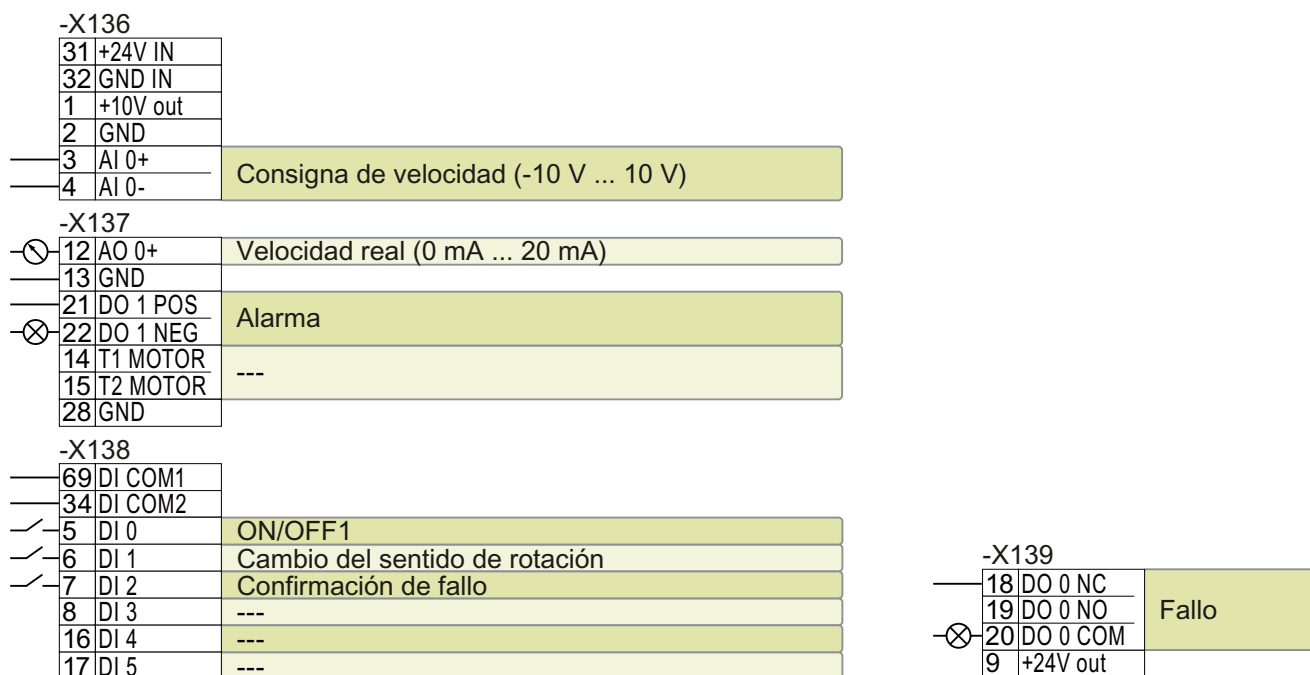 -X136
31 +24V IN
32 GND IN
1 +10V out
2 GND
3 AI 0+
4 AI 0-
Consigna de velocidad (-10 V ... 10 V)
-X137
12 AO 0+ Velocidad real (0 mA ... 20 mA)
13 GND
21 DO 1 POS
22 DO 1 NEG
Alarma
14 T1 MOTOR
15 T2 MOTOR
---
28 GND
-X138
69 DI COM1
34 DI COM2
5 DI 0 ON/OFF1
6 DI 1 Cambio del sentido de rotación
7 DI 2 Confirmación de fallo
8 DI 3 ---
16 DI 4 ---
17 DI 5 ---
-X139
18 DO 0 NC
19 DO 0 NO
20 DO 0 COM
Fallo
9 +24V out